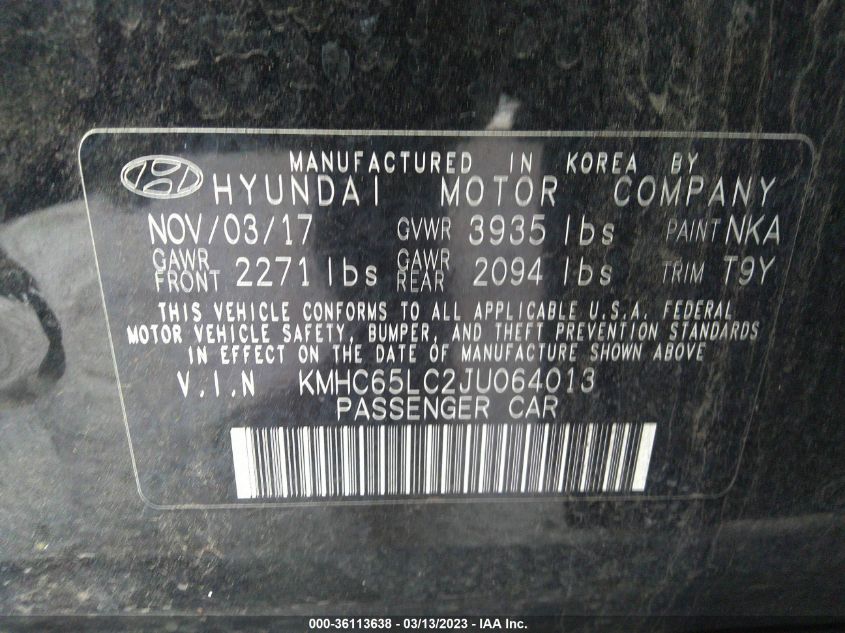 MANUFACTURED IN KOREA BY
HYUNDAI MOTOR COMPANY
NOV/03/17 GVWR 3935 lbs PAINT NKA
GAWR FRONT 2271 lbs GAWR REAR 2094 lbs TRIM T9Y
THIS VEHICLE CONFORMS TO ALL APPLICABLE U.S.A. FEDERAL
MOTOR VEHICLE SAFETY, BUMPER, AND THEFT PREVENTION STANDARDS
IN EFFECT ON THE DATE OF MANUFACTURE SHOWN ABOVE
V.I.N KMHC65LC2JU064013
PASSENGER CAR
000-36113638 - 03/13/2023 - IAA Inc.